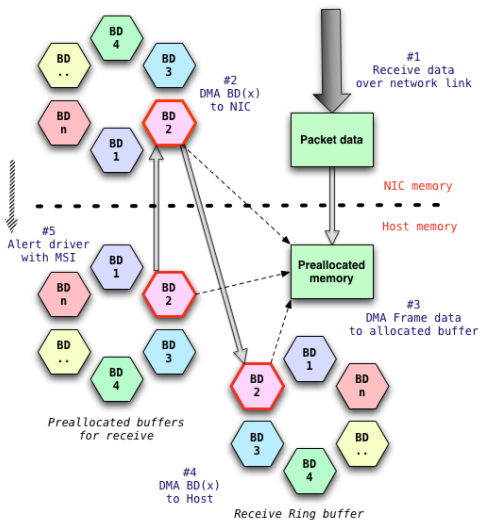 BD
4
BD
..
BD
3
#2
DMA BD(x)
to NIC
#1
Receive data
over network link
BD
n
BD
2
BD
1
Packet data
NIC memory
Host memory
#5
Alert driver
with MSI
BD
1
BD
n
BD
2
Preallocated
memory
#3
DMA Frame data
to allocated buffer
BD
..
BD
3
BD
4
BD
1
BD
2
BD
n
Preallocated buffers
for receive
BD
3
BD
..
BD
4
#4
DMA BD(x)
to Host
Receive Ring buffer